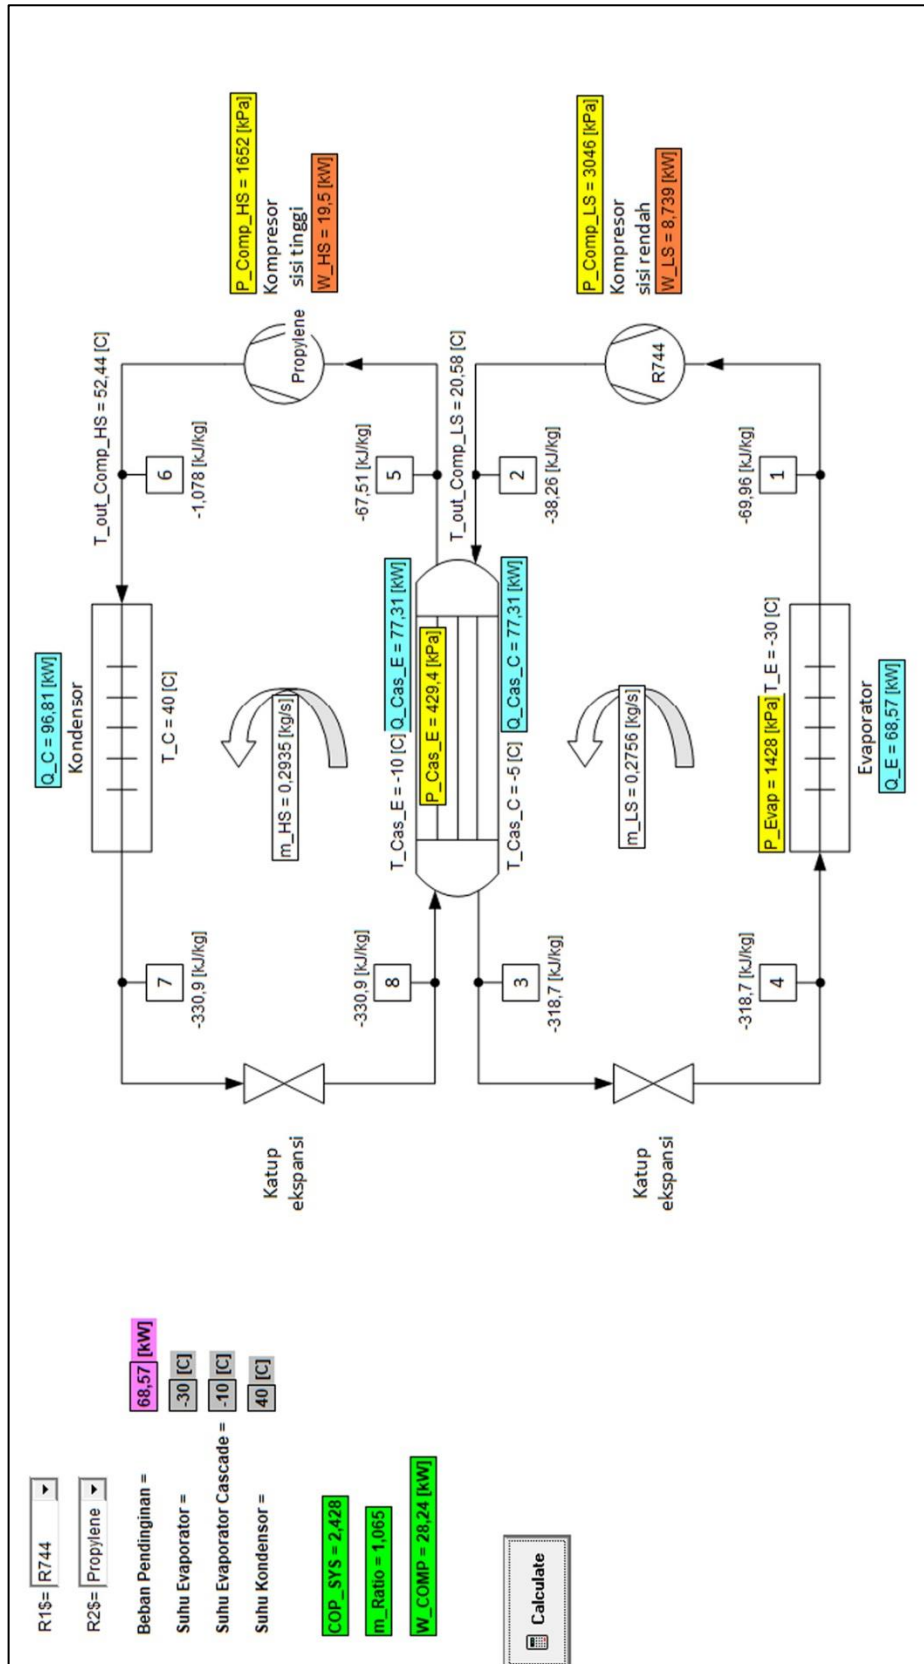 R1$= R744
R2$= Propylene
Beban Pendinginan = 68,57 [kW]
Suhu Evaporator = -30 [C]
Suhu Evaporator Cascade = -10 [C]
Suhu Kondensor = 40 [C]
COP_SYS = 2,428
m_Ratio = 1,065
W_COMP = 28,24 [kW]
Calculate
Q_C = 96,81 [kW]
Kondensor
T_C = 40 [C]
T_out_Comp_HS = 52,44 [C]
7
-330,9 [kJ/kg]
6
-1,078 [kJ/kg]
P_Comp_HS = 1652 [kPa]
Kompresor
sisi tinggi
W_HS = 19,5 [kW]
Propylene
Katup
ekspansi
m_HS = 0,2935 [kg/s]
-330,9 [kJ/kg]
8
-67,51 [kJ/kg]
5
T_Cas_E = -10 [C]
Q_Cas_E = 77,31 [kW]
P_Cas_E = 429,4 [kPa]
T_Cas_C = -5 [C]
Q_Cas_C = 77,31 [kW]
T_out_Comp_LS = 20,58 [C]
3
-318,7 [kJ/kg]
2
-38,26 [kJ/kg]
P_Comp_LS = 3046 [kPa]
Kompresor
sisi rendah
W_LS = 8,739 [kW]
R744
Katup
ekspansi
m_LS = 0,2756 [kg/s]
-318,7 [kJ/kg]
4
-69,96 [kJ/kg]
1
P_Evap = 1428 [kPa]
T_E = -30 [C]
Evaporator
Q_E = 68,57 [kW]